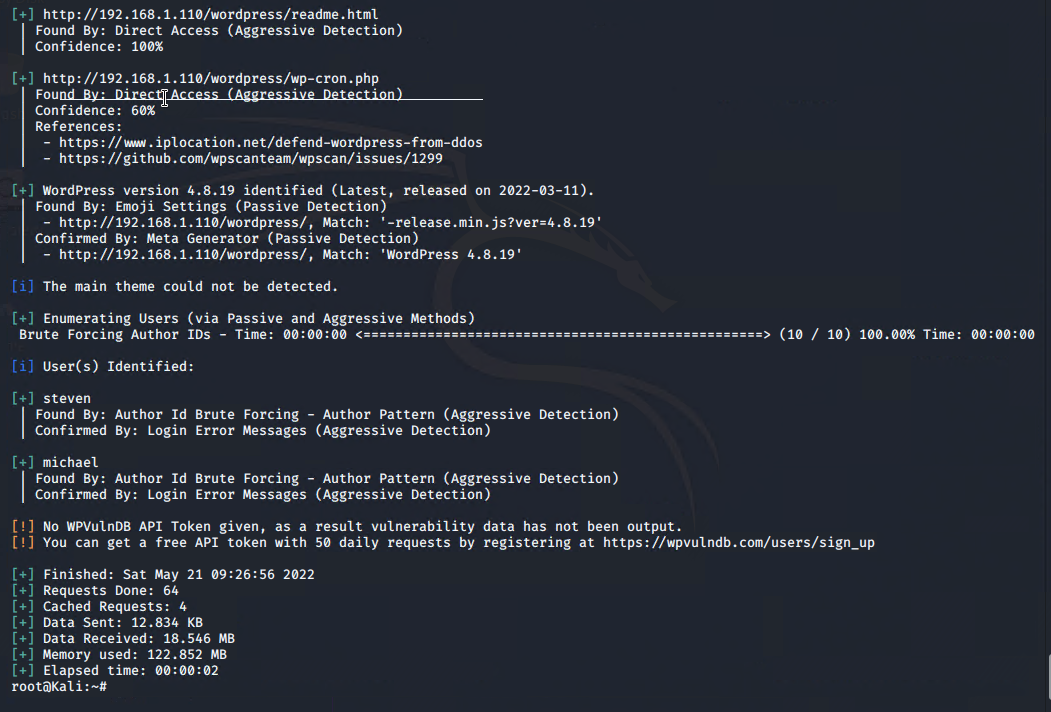 [+] http://192.168.1.110/wordpress/readme.html
| Found By: Direct Access (Aggressive Detection)
| Confidence: 100%
[+] http://192.168.1.110/wordpress/wp-cron.php
| Found By: Direct Access (Aggressive Detection)
| Confidence: 60%
| References:
|  - https://www.iplocation.net/defend-wordpress-from-ddos
|  - https://github.com/wpscanteam/wpscan/issues/1299
[+] WordPress version 4.8.19 identified (Latest, released on 2022-03-11).
| Found By: Emoji Settings (Passive Detection)
|  - http://192.168.1.110/wordpress/, Match: '-release.min.js?ver=4.8.19'
| Confirmed By: Meta Generator (Passive Detection)
|  - http://192.168.1.110/wordpress/, Match: 'WordPress 4.8.19'
[i] The main theme could not be detected.
[+] Enumerating Users (via Passive and Aggressive Methods)
Brute Forcing Author IDs - Time: 00:00:00 <==================================================> (10 / 10) 100.00% Time: 00:00:00
[i] User(s) Identified:
[+] steven
| Found By: Author Id Brute Forcing - Author Pattern (Aggressive Detection)
| Confirmed By: Login Error Messages (Aggressive Detection)
[+] michael
| Found By: Author Id Brute Forcing - Author Pattern (Aggressive Detection)
| Confirmed By: Login Error Messages (Aggressive Detection)
[!] No WPVulnDB API Token given, as a result vulnerability data has not been output.
[!] You can get a free API token with 50 daily requests by registering at https://wpvulndb.com/users/sign_up
[+] Finished: Sat May 21 09:26:56 2022
[+] Requests Done: 64
[+] Cached Requests: 4
[+] Data Sent: 12.834 KB
[+] Data Received: 18.546 MB
[+] Memory used: 122.852 MB
[+] Elapsed time: 00:00:02
root@Kali:~#